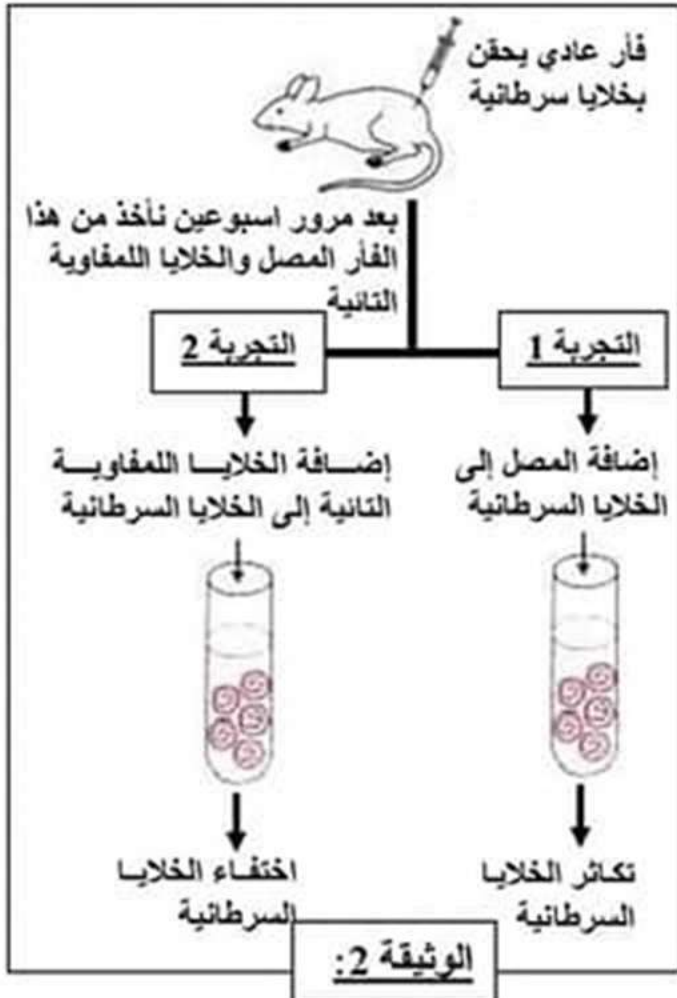 فأر عادي يحقن
بخلايا سرطانية
بعد مرور اسبوعين نأخذ من هذا
الفأر المصل والخلايا اللمفاوية
التائية
التجربة 1
التجربة 2
إضافة المصل إلى
الخلايا السرطانية
إضافة الخلايا اللمفاوية
التائية إلى الخلايا السرطانية
تكاثر الخلايا
السرطانية
اختفاء الخلايا
السرطانية
الوثيقة 2: